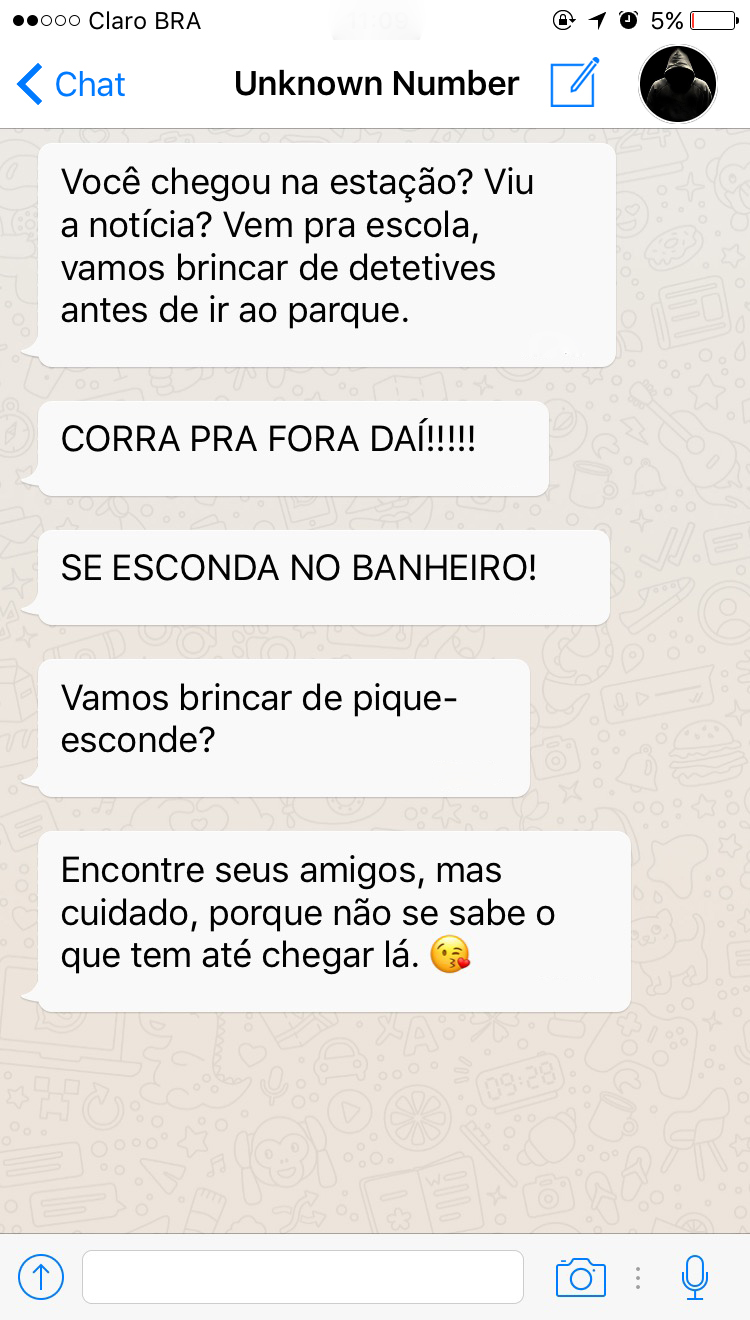 Claro BRA
5%
Chat
Unknown Number
Você chegou na estação? Viu
a notícia? Vem pra escola,
vamos brincar de detetives
antes de ir ao parque.
CORRA PRA FORA DAÍ!!!!!
SE ESCONDA NO BANHEIRO!
Vamos brincar de pique-
esconde?
Encontre seus amigos, mas
cuidado, porque não se sabe o
que tem até chegar lá. 😘
09:28